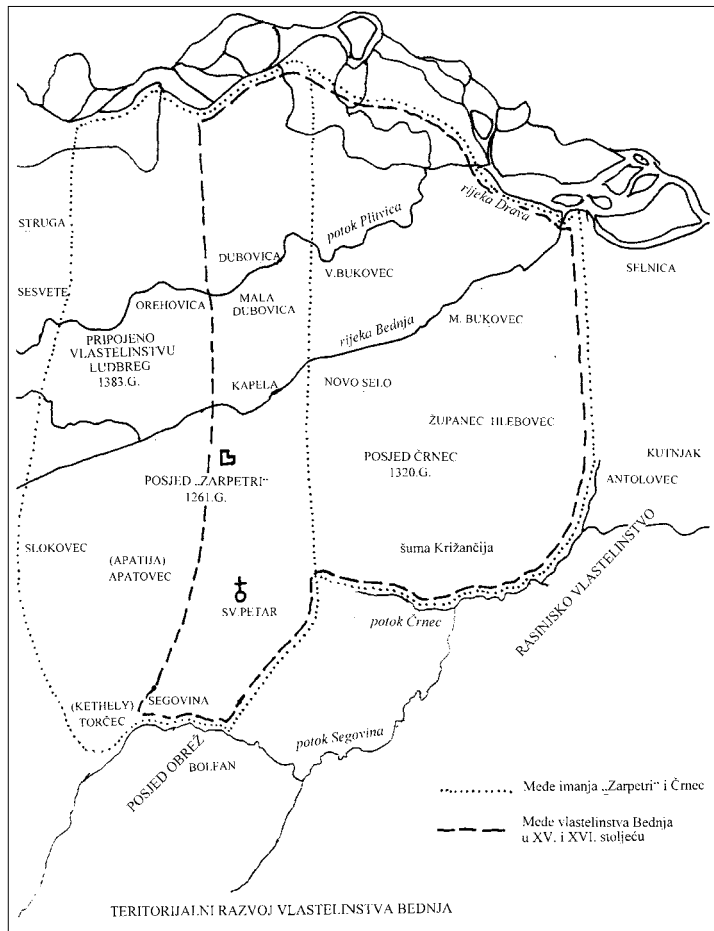 STRUGA
rijeka Drava
potok Plitvica
DUBOVICA
SELNICA
V.BUKOVEC
SESVETE
OREHOVICA
MALA
DUBOVICA
M. BUKOVEC
rijeka Bednja
PRIPOJENO
VLASTELINSTVU
LUDBREG
1383.G.
KAPELA
NOVO SELO
ŽUPANEC HLEBOVEC
POSJED „ZARPETRI“
1261.G.
POSJED ČRNEC
1320.G.
KUTNJAK
ANTOLOVEC
SLOKOVEC
(APATIJA)
APATOVEC
šuma Križančija
RASINJSKO VLASTELINSTVO
SV.PETAR
potok Črnec
(KETHELY)
TORČEC
SEGOVINA
potok Segovina
POSJED OBREŽ
BOLFAN
Međe imanja „Zarpetri“ i Črnec
Međe vlastelinstva Bednja
u XV. i XVI. stoljeću
TERITORIJALNI RAZVOJ VLASTELINSTVA BEDNJA